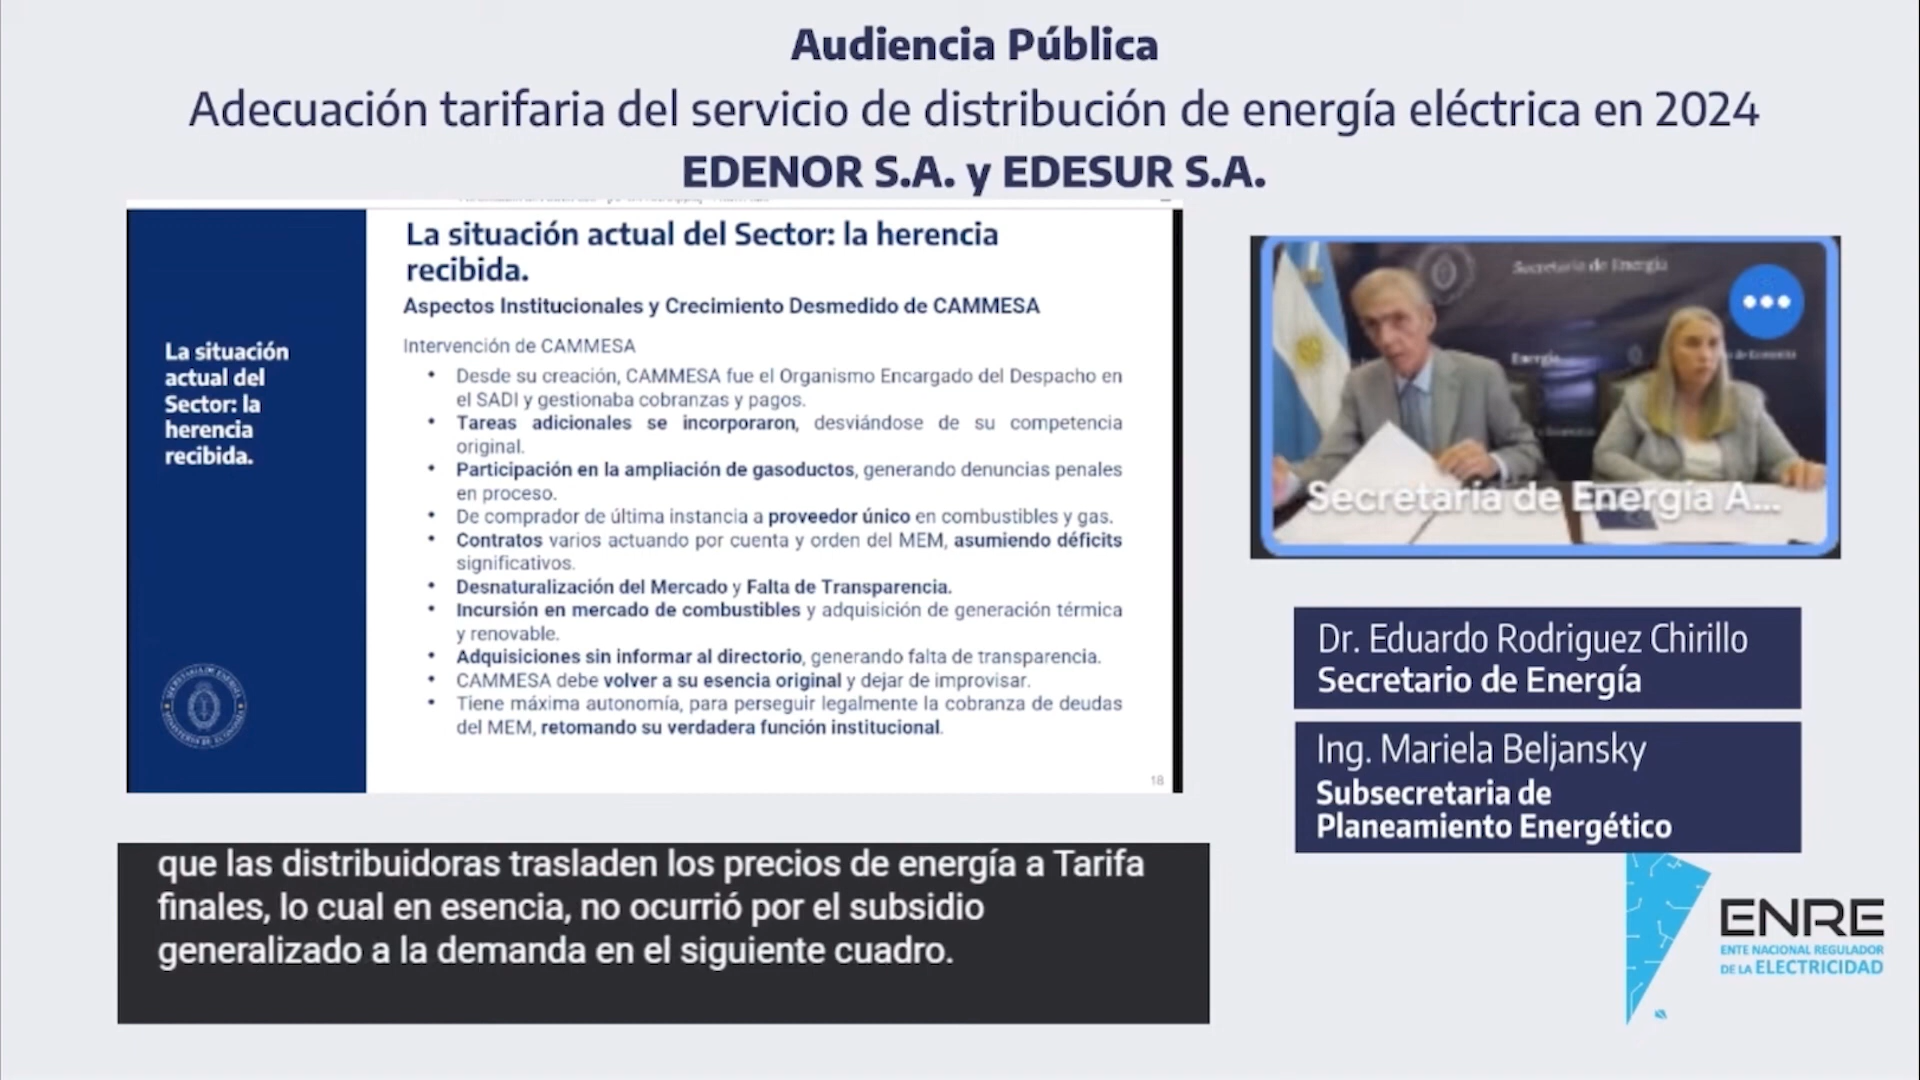 Audiencia Pública
Adecuación tarifaria del servicio de distribución de energía eléctrica en 2024
EDENOR S.A. y EDESUR S.A.
La situación
actual del
Sector: la
herencia
recibida.
La situación actual del Sector: la herencia
recibida.
Aspectos Institucionales y Crecimiento Desmedido de CAMMESA
Intervención de CAMMESA
• Desde su creación, CAMMESA fue el Organismo Encargado del Despacho en
el SADI y gestionaba cobranzas y pagos.
• Tareas adicionales se incorporaron, desviándose de su competencia
original.
• Participación en la ampliación de gasoductos, generando denuncias penales
en proceso.
• De comprador de última instancia a proveedor único en combustibles y gas.
• Contratos varios actuando por cuenta y orden del MEM, asumiendo déficits
significativos.
• Desnaturalización del Mercado y Falta de Transparencia.
• Incursión en mercado de combustibles y adquisición de generación térmica
y renovable.
• Adquisiciones sin informar al directorio, generando falta de transparencia.
• CAMMESA debe volver a su esencia original y dejar de improvisar.
• Tiene máxima autonomía, para perseguir legalmente la cobranza de deudas
del MEM, retomando su verdadera función institucional.
18
Secretaría de Energía
Energía
de Economía
Secretaria de Energía A...
Dr. Eduardo Rodriguez Chirillo
Secretario de Energía
Ing. Mariela Beljansky
Subsecretaria de
Planeamiento Energético
que las distribuidoras trasladen los precios de energía a Tarifa
finales, lo cual en esencia, no ocurrió por el subsidio
generalizado a la demanda en el siguiente cuadro.
ENRE
ENTE NACIONAL REGULADOR
DE LA ELECTRICIDAD